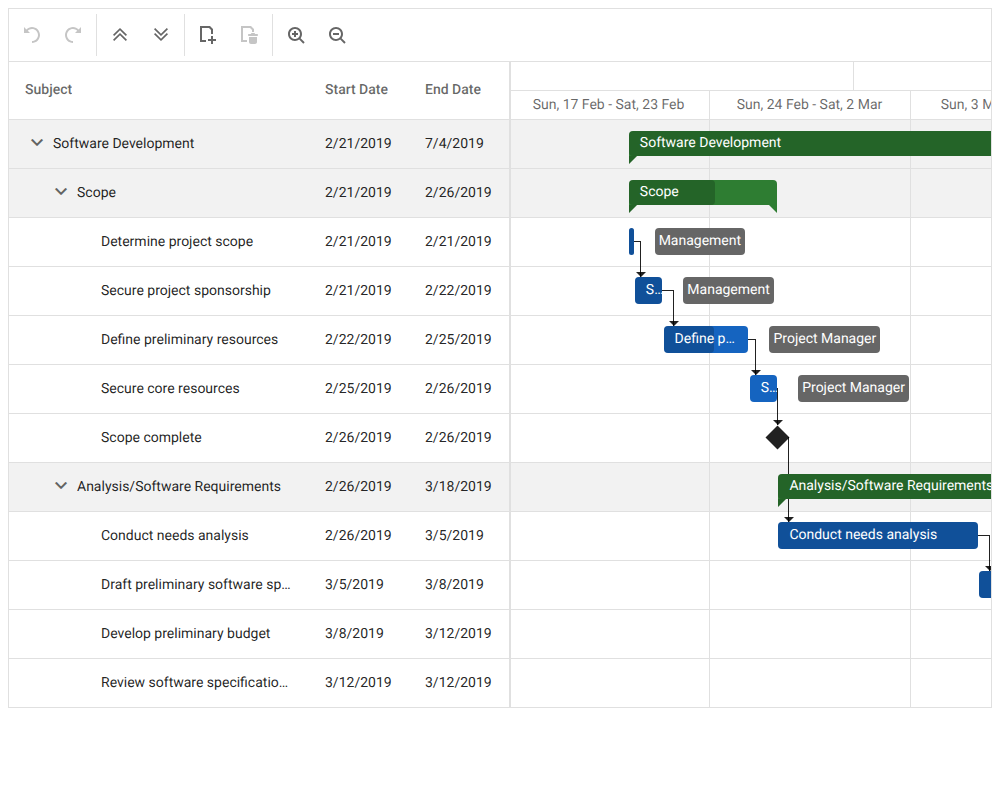 Subject Start Date End Date
Sun, 17 Feb - Sat, 23 Feb Sun, 24 Feb - Sat, 2 Mar Sun, 3 M
Software Development 2/21/2019 7/4/2019 Software Development
Scope 2/21/2019 2/26/2019 Scope
Determine project scope 2/21/2019 2/21/2019 Management
Secure project sponsorship 2/21/2019 2/22/2019 S... Management
Define preliminary resources 2/22/2019 2/25/2019 Define p... Project Manager
Secure core resources 2/25/2019 2/26/2019 S... Project Manager
Scope complete 2/26/2019 2/26/2019
Analysis/Software Requirements 2/26/2019 3/18/2019 Analysis/Software Requirements
Conduct needs analysis 2/26/2019 3/5/2019 Conduct needs analysis
Draft preliminary software sp... 3/5/2019 3/8/2019
Develop preliminary budget 3/8/2019 3/12/2019
Review software specificatio... 3/12/2019 3/12/2019